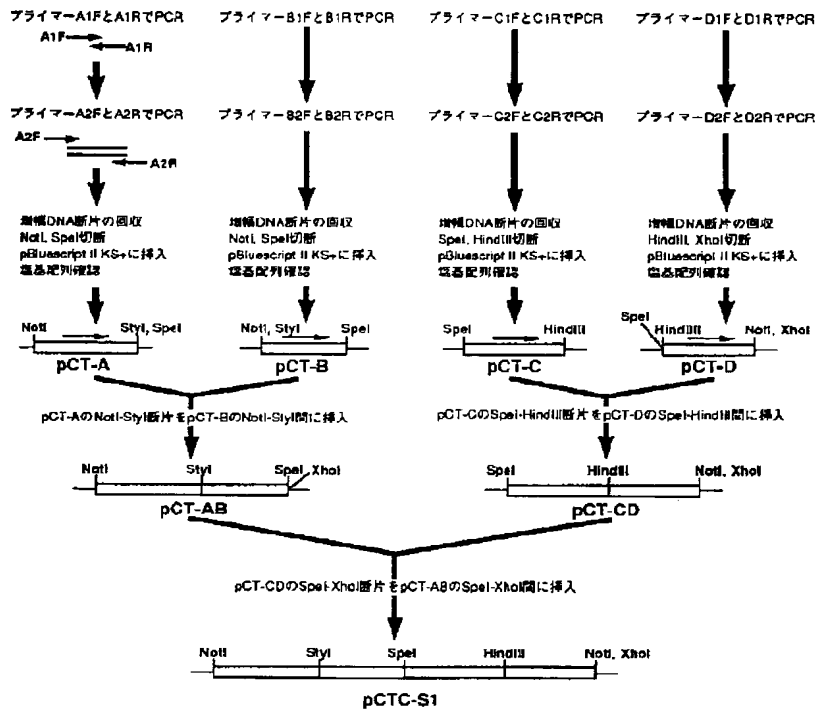 プライマーA1FとA1RでPCR
プライマーB1FとB1RでPCR
プライマーC1FとC1RでPCR
プライマーD1FとD1RでPCR
A1F
A1R
プライマーA2FとA2RでPCR
プライマーB2FとB2RでPCR
プライマーC2FとC2RでPCR
プライマーD2FとD2RでPCR
A2F
A2R
増幅DNA断片の回収
NotI, SpeI切断
pBluescript II KS+に挿入
塩基配列確認
増幅DNA断片の回収
NotI, SpeI切断
pBluescript II KS+に挿入
塩基配列確認
増幅DNA断片の回収
SpeI, HindIII切断
pBluescript II KS+に挿入
塩基配列確認
増幅DNA断片の回収
HindIII, XhoI切断
pBluescript II KS+に挿入
塩基配列確認
NotI
StyI, SpeI
pCT-A
NotI, StyI
SpeI
pCT-B
SpeI
HindIII
pCT-C
SpeI
HindIII
NotI, XhoI
pCT-D
pCT-AのNotI-StyI断片をpCT-BのNotI-StyI間に挿入
pCT-CのSpeI-HindIII断片をpCT-DのSpeI-HindIII間に挿入
NotI
StyI
SpeI
XhoI
pCT-AB
SpeI
HindIII
NotI, XhoI
pCT-CD
pCT-CDのSpeI-XhoI断片をpCT-ABのSpeI-XhoI間に挿入
NotI
StyI
SpeI
HindIII
NotI, XhoI
pCTC-S1